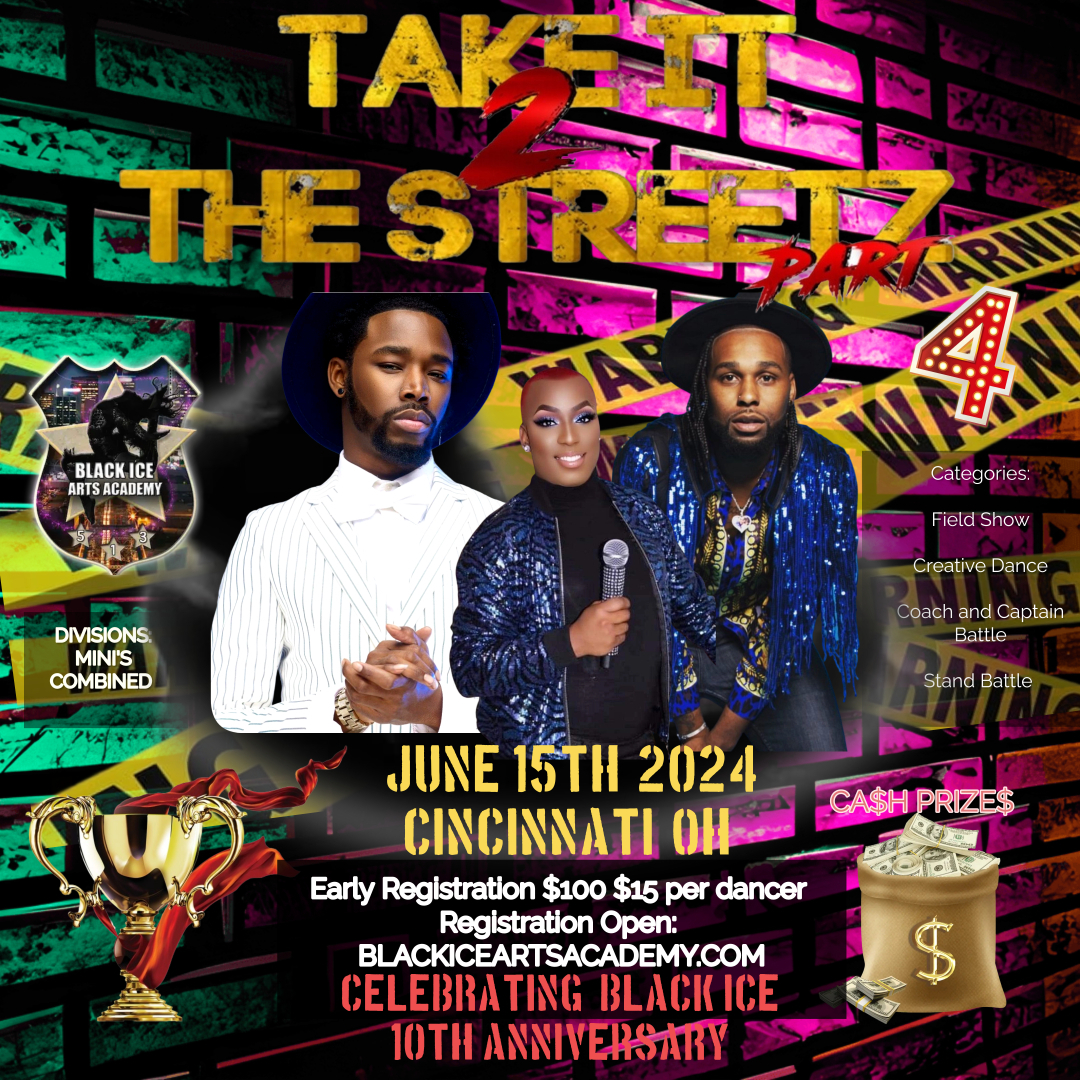 TAKE IT
2
THE STREETZ
PART
4
WARNING
WARNING
WARNING
BLACK ICE
ARTS ACADEMY
5 1 3
Categories:
Field Show
Creative Dance
Coach and Captain
Battle
Stand Battle
DIVISIONS:
MINI'S
COMBINED
JUNE 15TH 2024
CINCINNATI OH
CA$H PRIZE$
Early Registration $100 $15 per dancer
Registration Open:
BLACKICEARTSACADEMY.COM
CELEBRATING BLACK ICE
10TH ANNIVERSARY
$